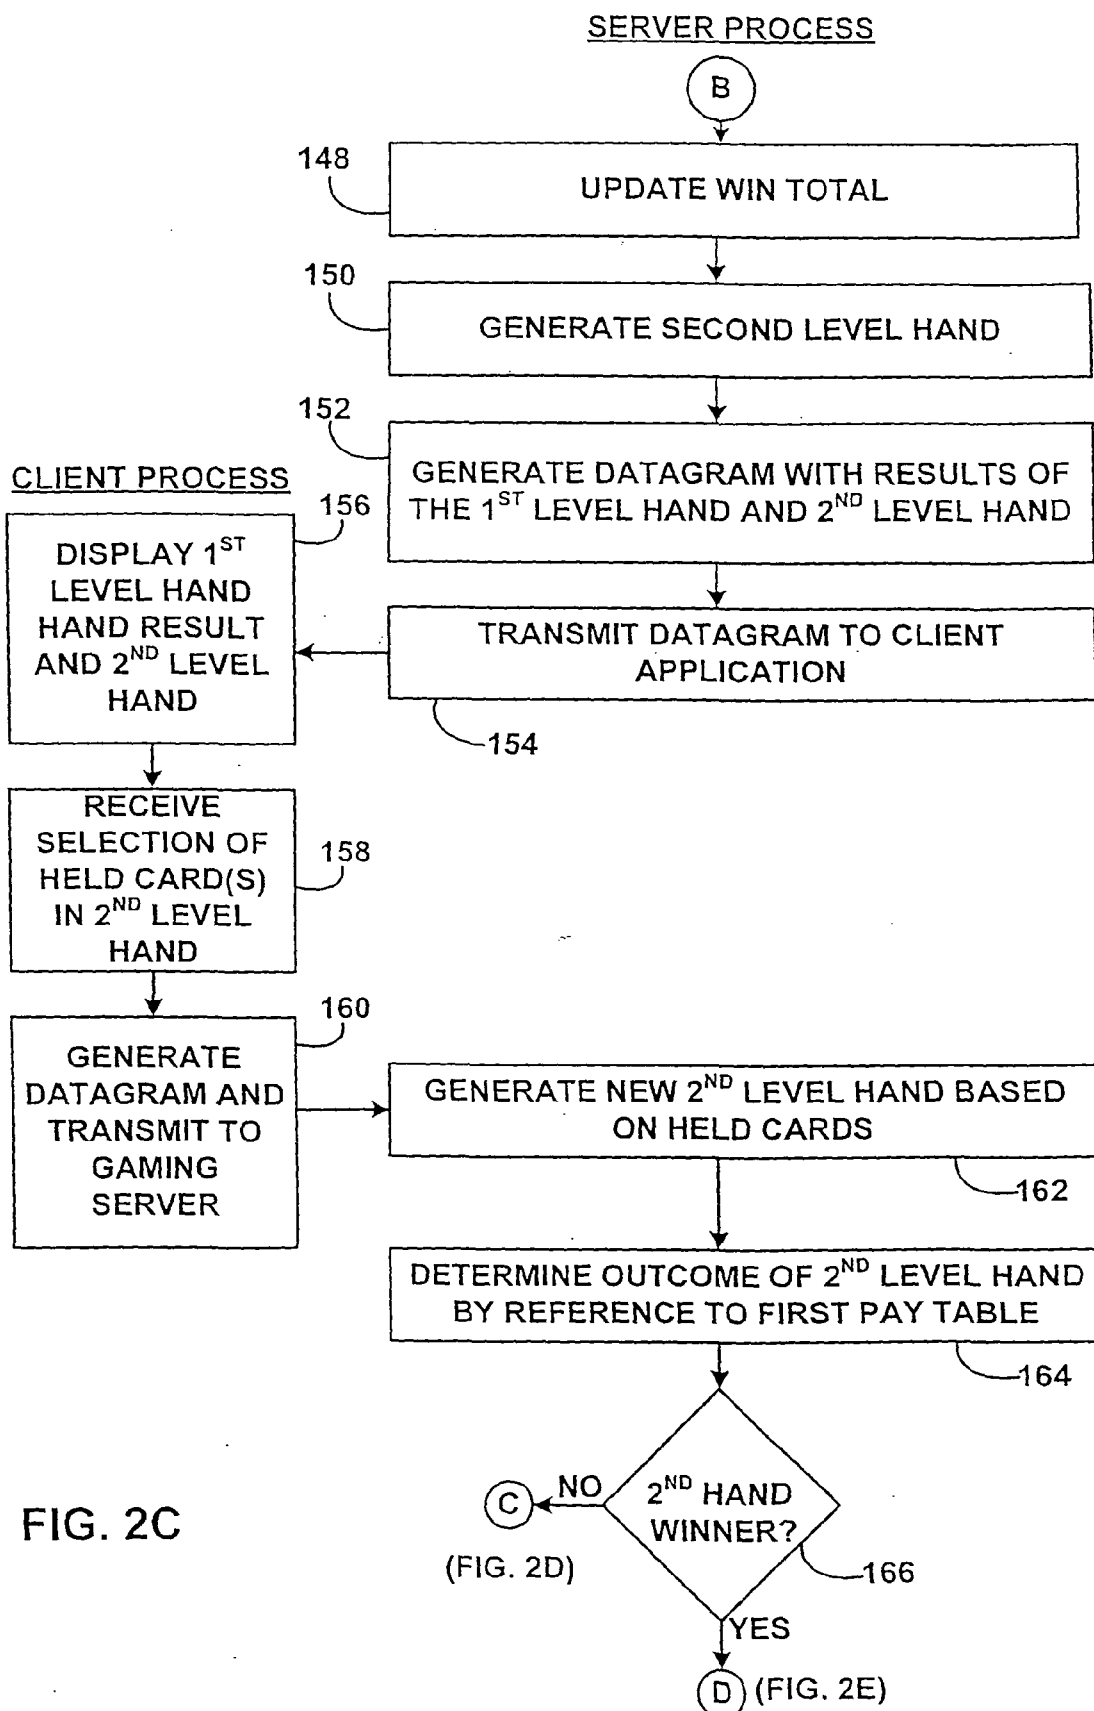 SERVER PROCESS
B
148
UPDATE WIN TOTAL
150
GENERATE SECOND LEVEL HAND
152
GENERATE DATAGRAM WITH RESULTS OF
THE 1ST LEVEL HAND AND 2ND LEVEL HAND
CLIENT PROCESS
156
DISPLAY 1ST
LEVEL HAND
HAND RESULT
AND 2ND LEVEL
HAND
TRANSMIT DATAGRAM TO CLIENT
APPLICATION
154
RECEIVE
SELECTION OF
HELD CARD(S)
IN 2ND LEVEL
HAND
158
160
GENERATE
DATAGRAM AND
TRANSMIT TO
GAMING
SERVER
GENERATE NEW 2ND LEVEL HAND BASED
ON HELD CARDS
162
DETERMINE OUTCOME OF 2ND LEVEL HAND
BY REFERENCE TO FIRST PAY TABLE
164
2ND HAND
WINNER?
166
NO
C
(FIG. 2D)
YES
D
(FIG. 2E)
FIG. 2C